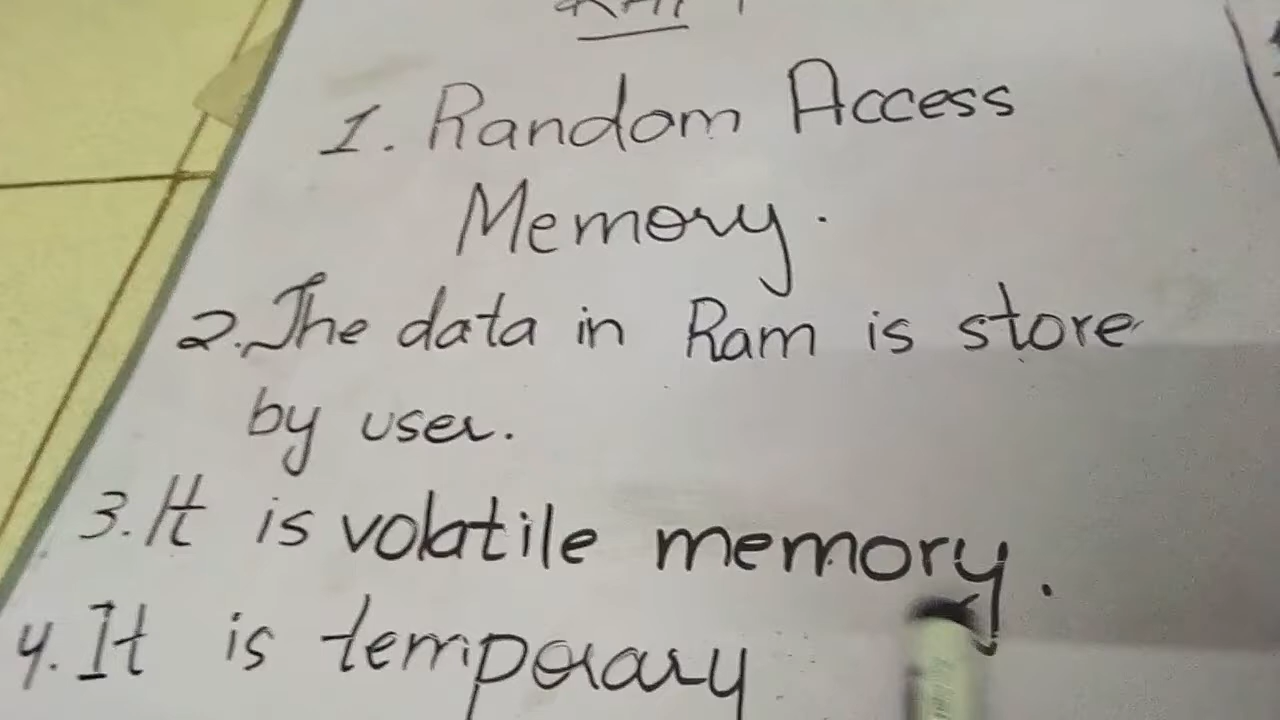 RAM
1. Random Access
Memory.
2. The data in Ram is store
by user.
3. It is volatile memory.
4. It is temporary